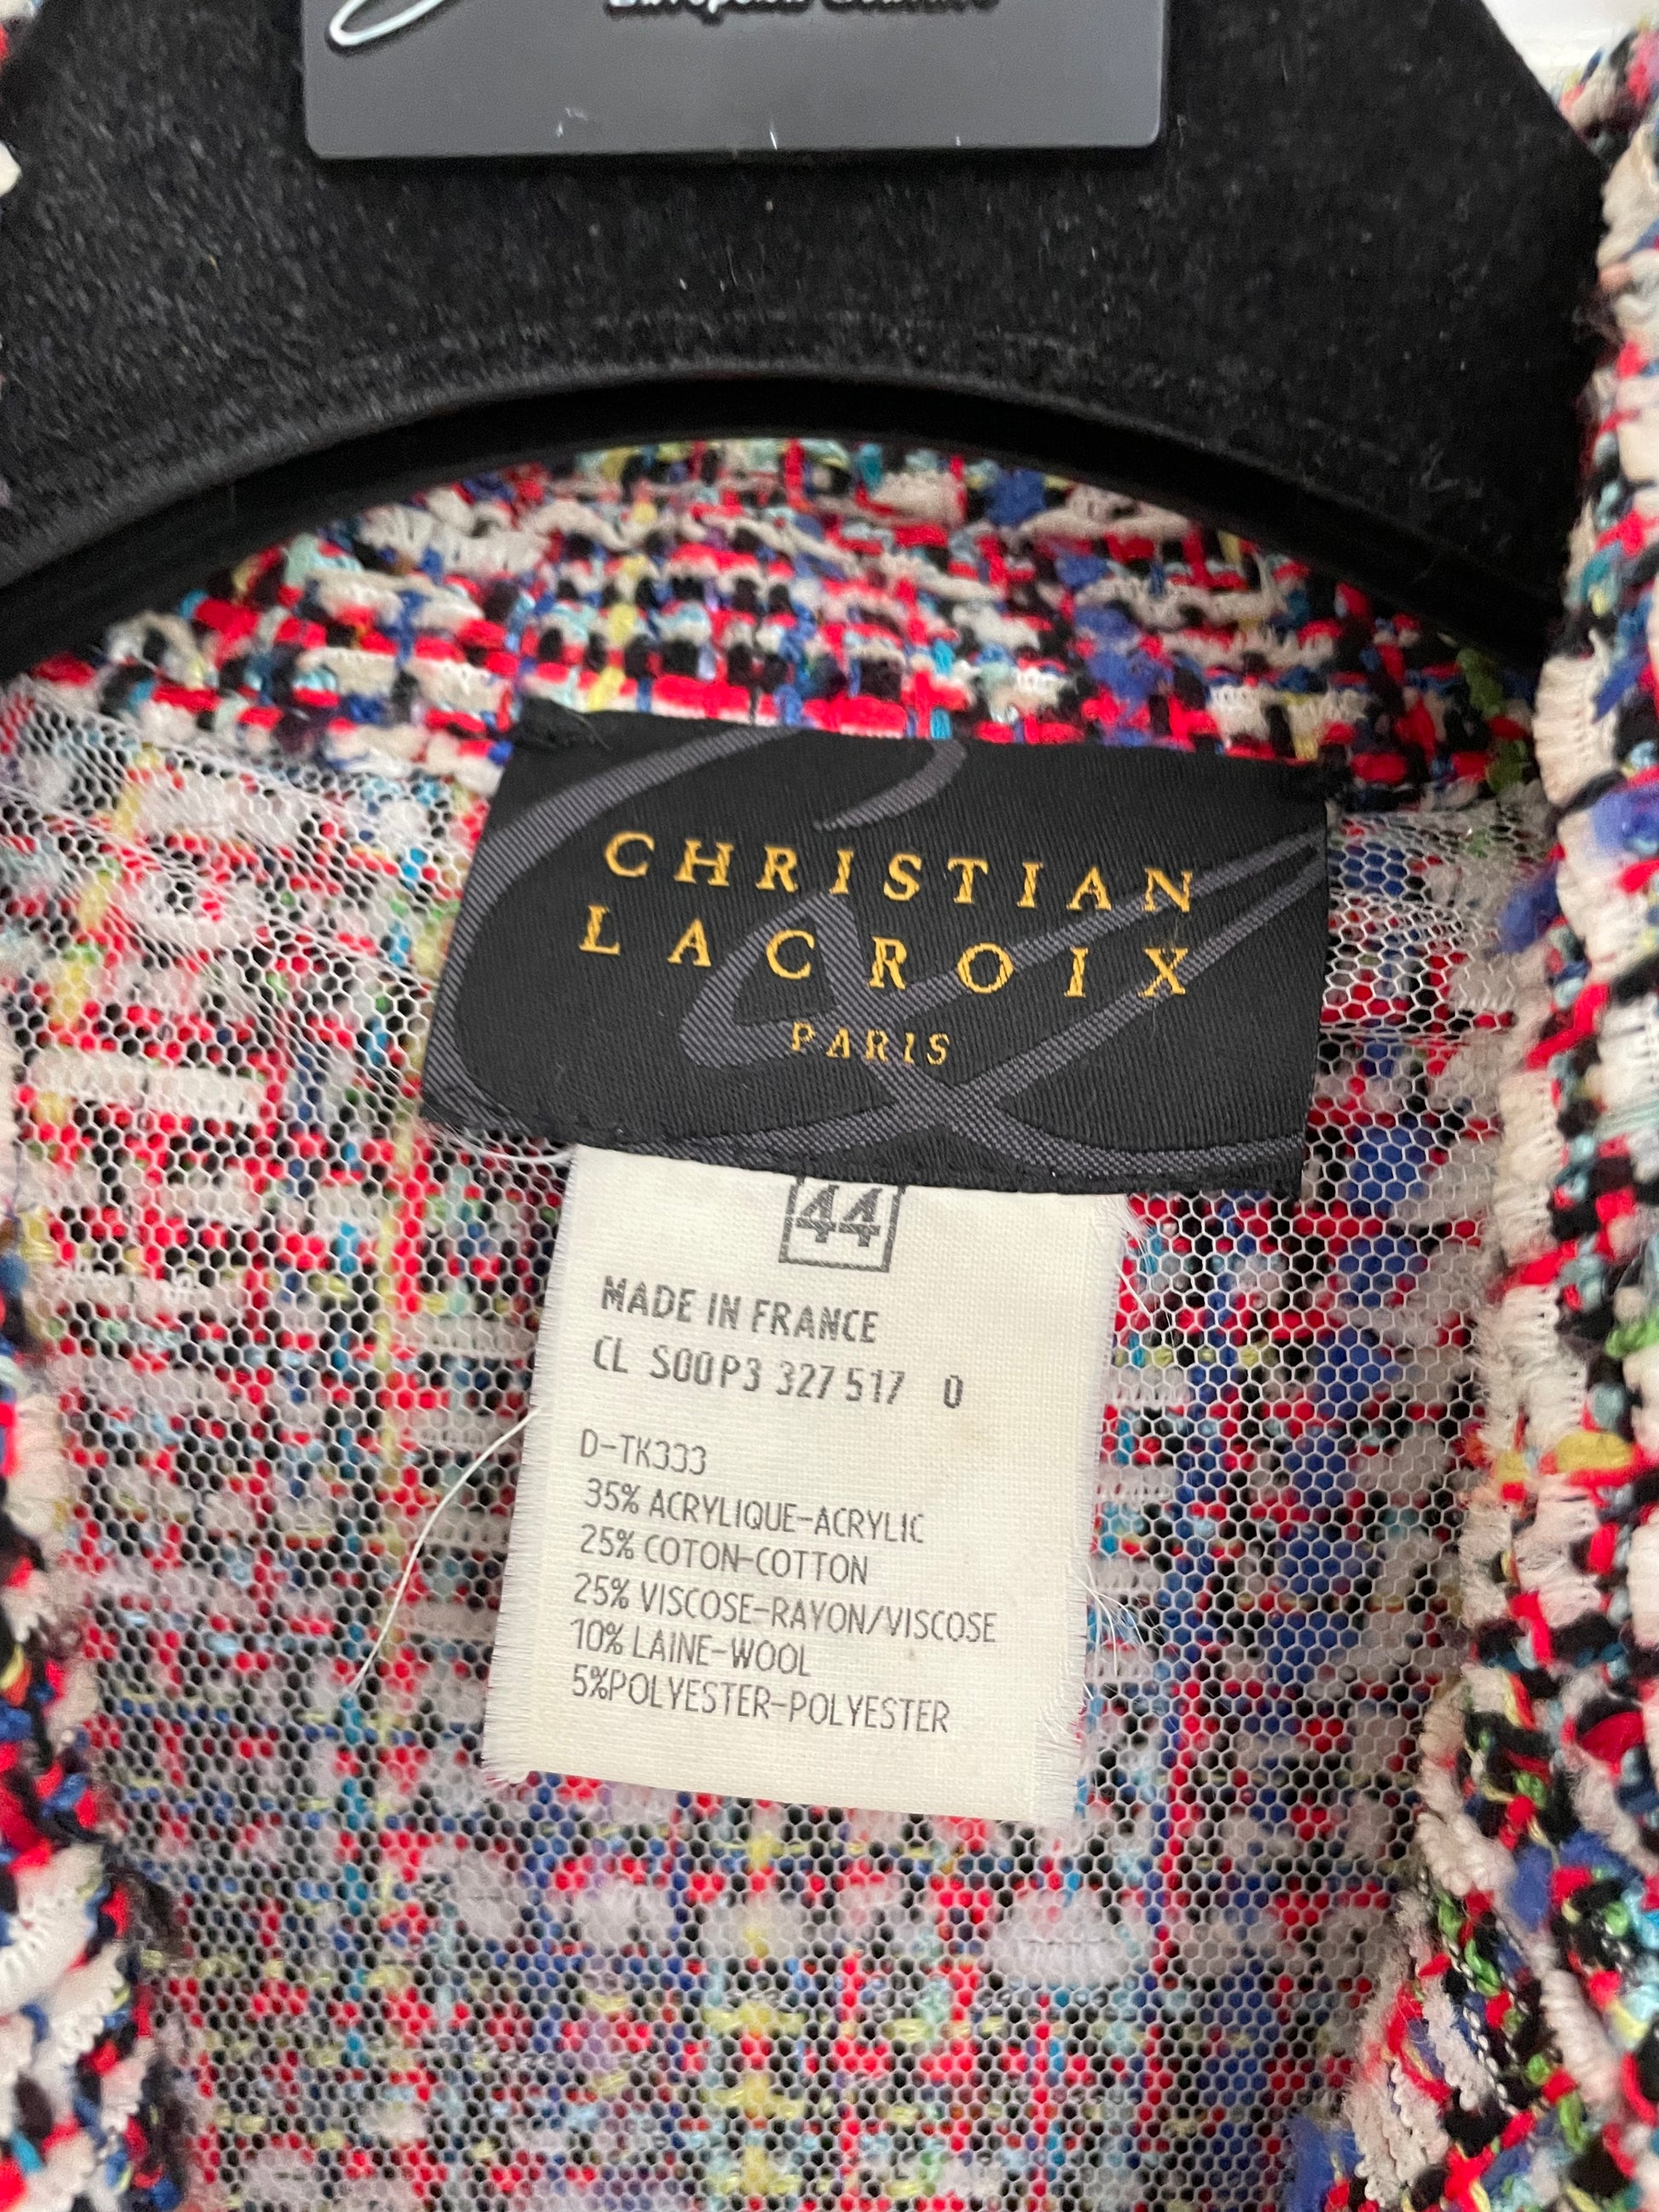 CHRISTIAN
LACROIX
PARIS
44
MADE IN FRANCE
CL S00P3 327 517 0
D-TK333
35% ACRYLIQUE-ACRYLIC
25% COTON-COTTON
25% VISCOSE-RAYON/VISCOSE
10% LAINE-WOOL
5%POLYESTER-POLYESTER